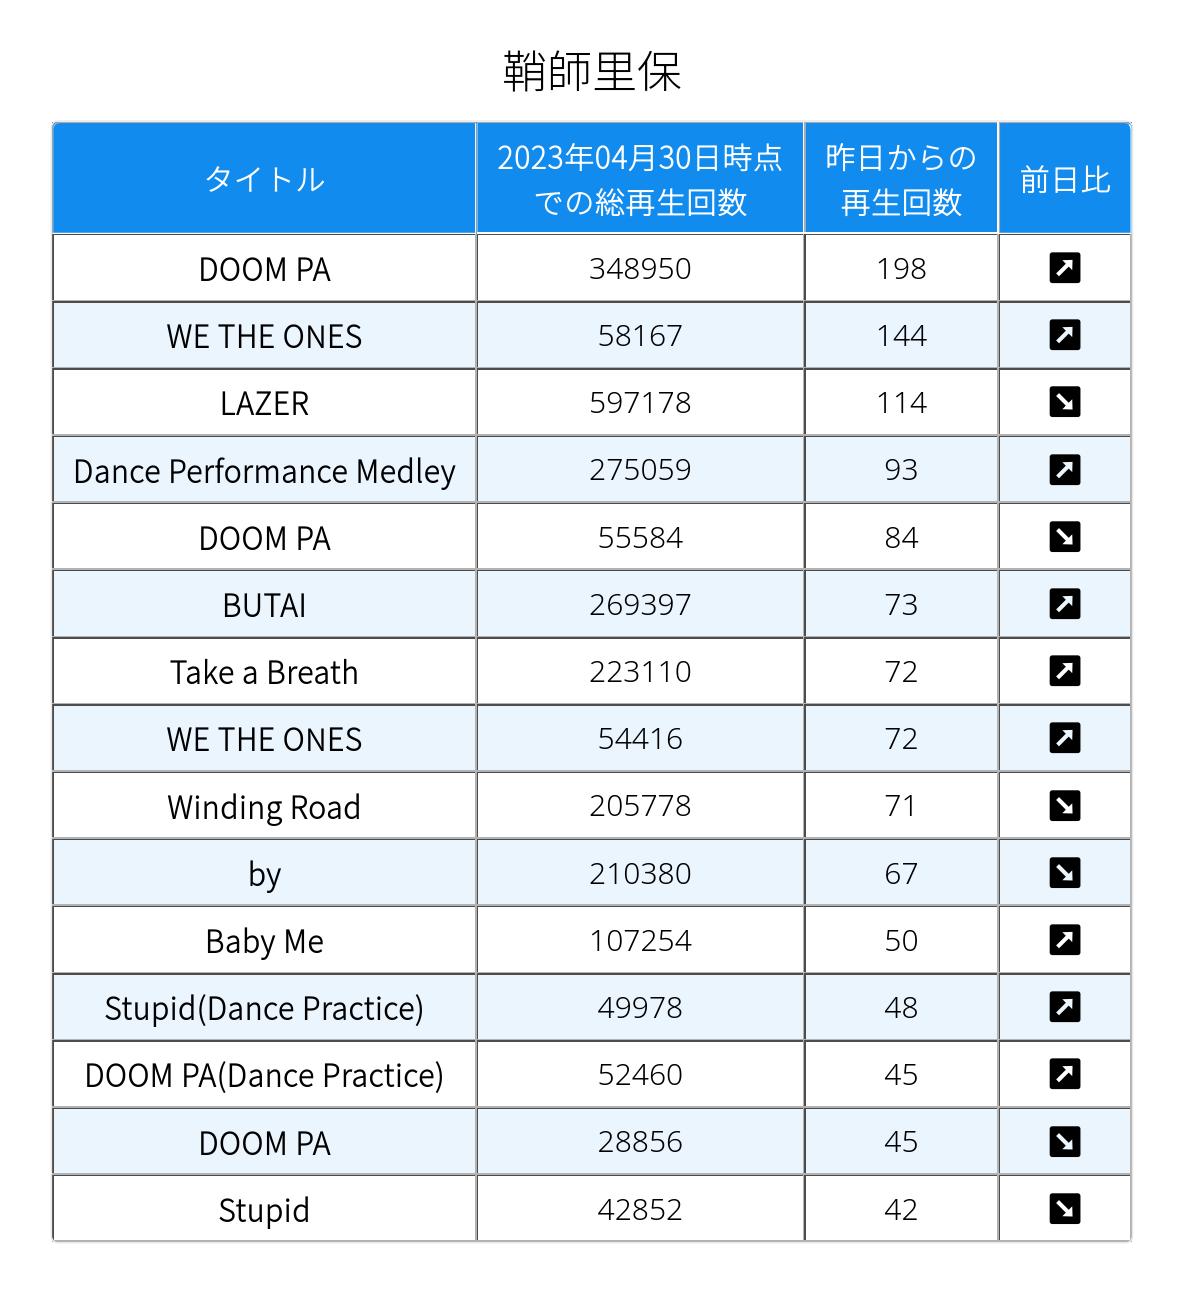 鞘師里保
タイトル
2023年04月30日時点
での総再生回数
昨日からの
再生回数
前日比
DOOM PA 348950 198 ↗
WE THE ONES 58167 144 ↗
LAZER 597178 114 ↘
Dance Performance Medley 275059 93 ↗
DOOM PA 55584 84 ↘
BUTAI 269397 73 ↗
Take a Breath 223110 72 ↗
WE THE ONES 54416 72 ↗
Winding Road 205778 71 ↘
by 210380 67 ↘
Baby Me 107254 50 ↗
Stupid(Dance Practice) 49978 48 ↗
DOOM PA(Dance Practice) 52460 45 ↗
DOOM PA 28856 45 ↘
Stupid 42852 42 ↘